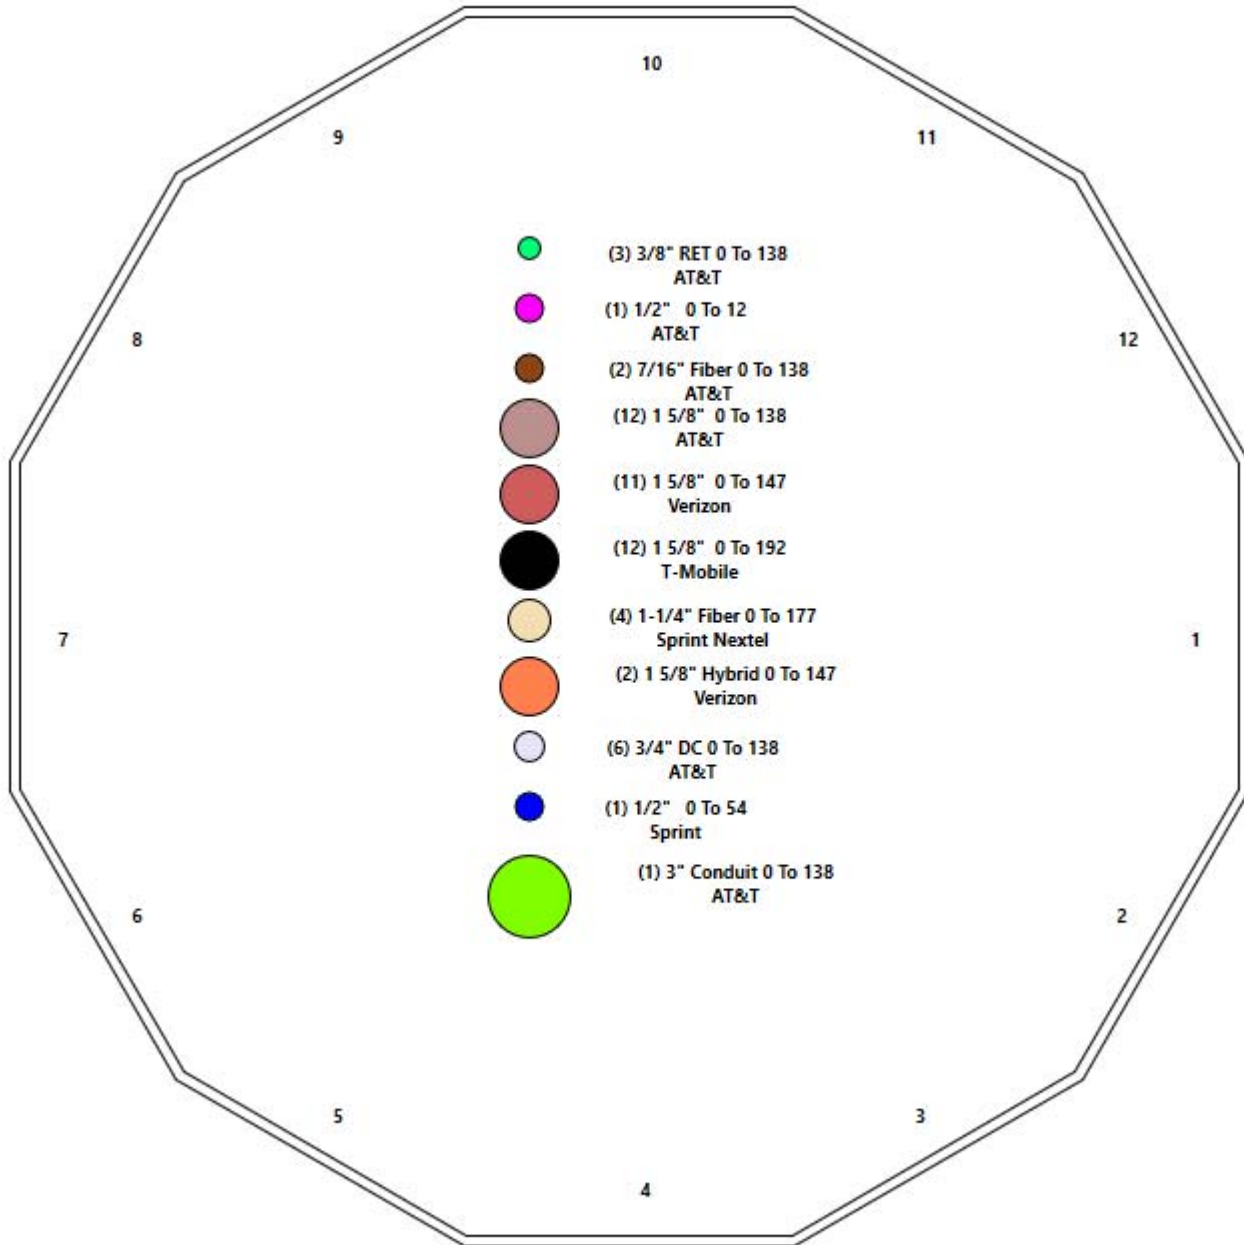 10
9
11
(3) 3/8" RET 0 To 138
AT&T
(1) 1/2"   0 To 12
AT&T
8
12
(2) 7/16" Fiber 0 To 138
AT&T
(12) 1 5/8"  0 To 138
AT&T
(11) 1 5/8"  0 To 147
Verizon
(12) 1 5/8"  0 To 192
T-Mobile
(4) 1-1/4" Fiber 0 To 177
Sprint Nextel
7
1
(2) 1 5/8" Hybrid 0 To 147
Verizon
(6) 3/4" DC 0 To 138
AT&T
(1) 1/2"   0 To 54
Sprint
(1) 3" Conduit 0 To 138
AT&T
6
2
5
3
4